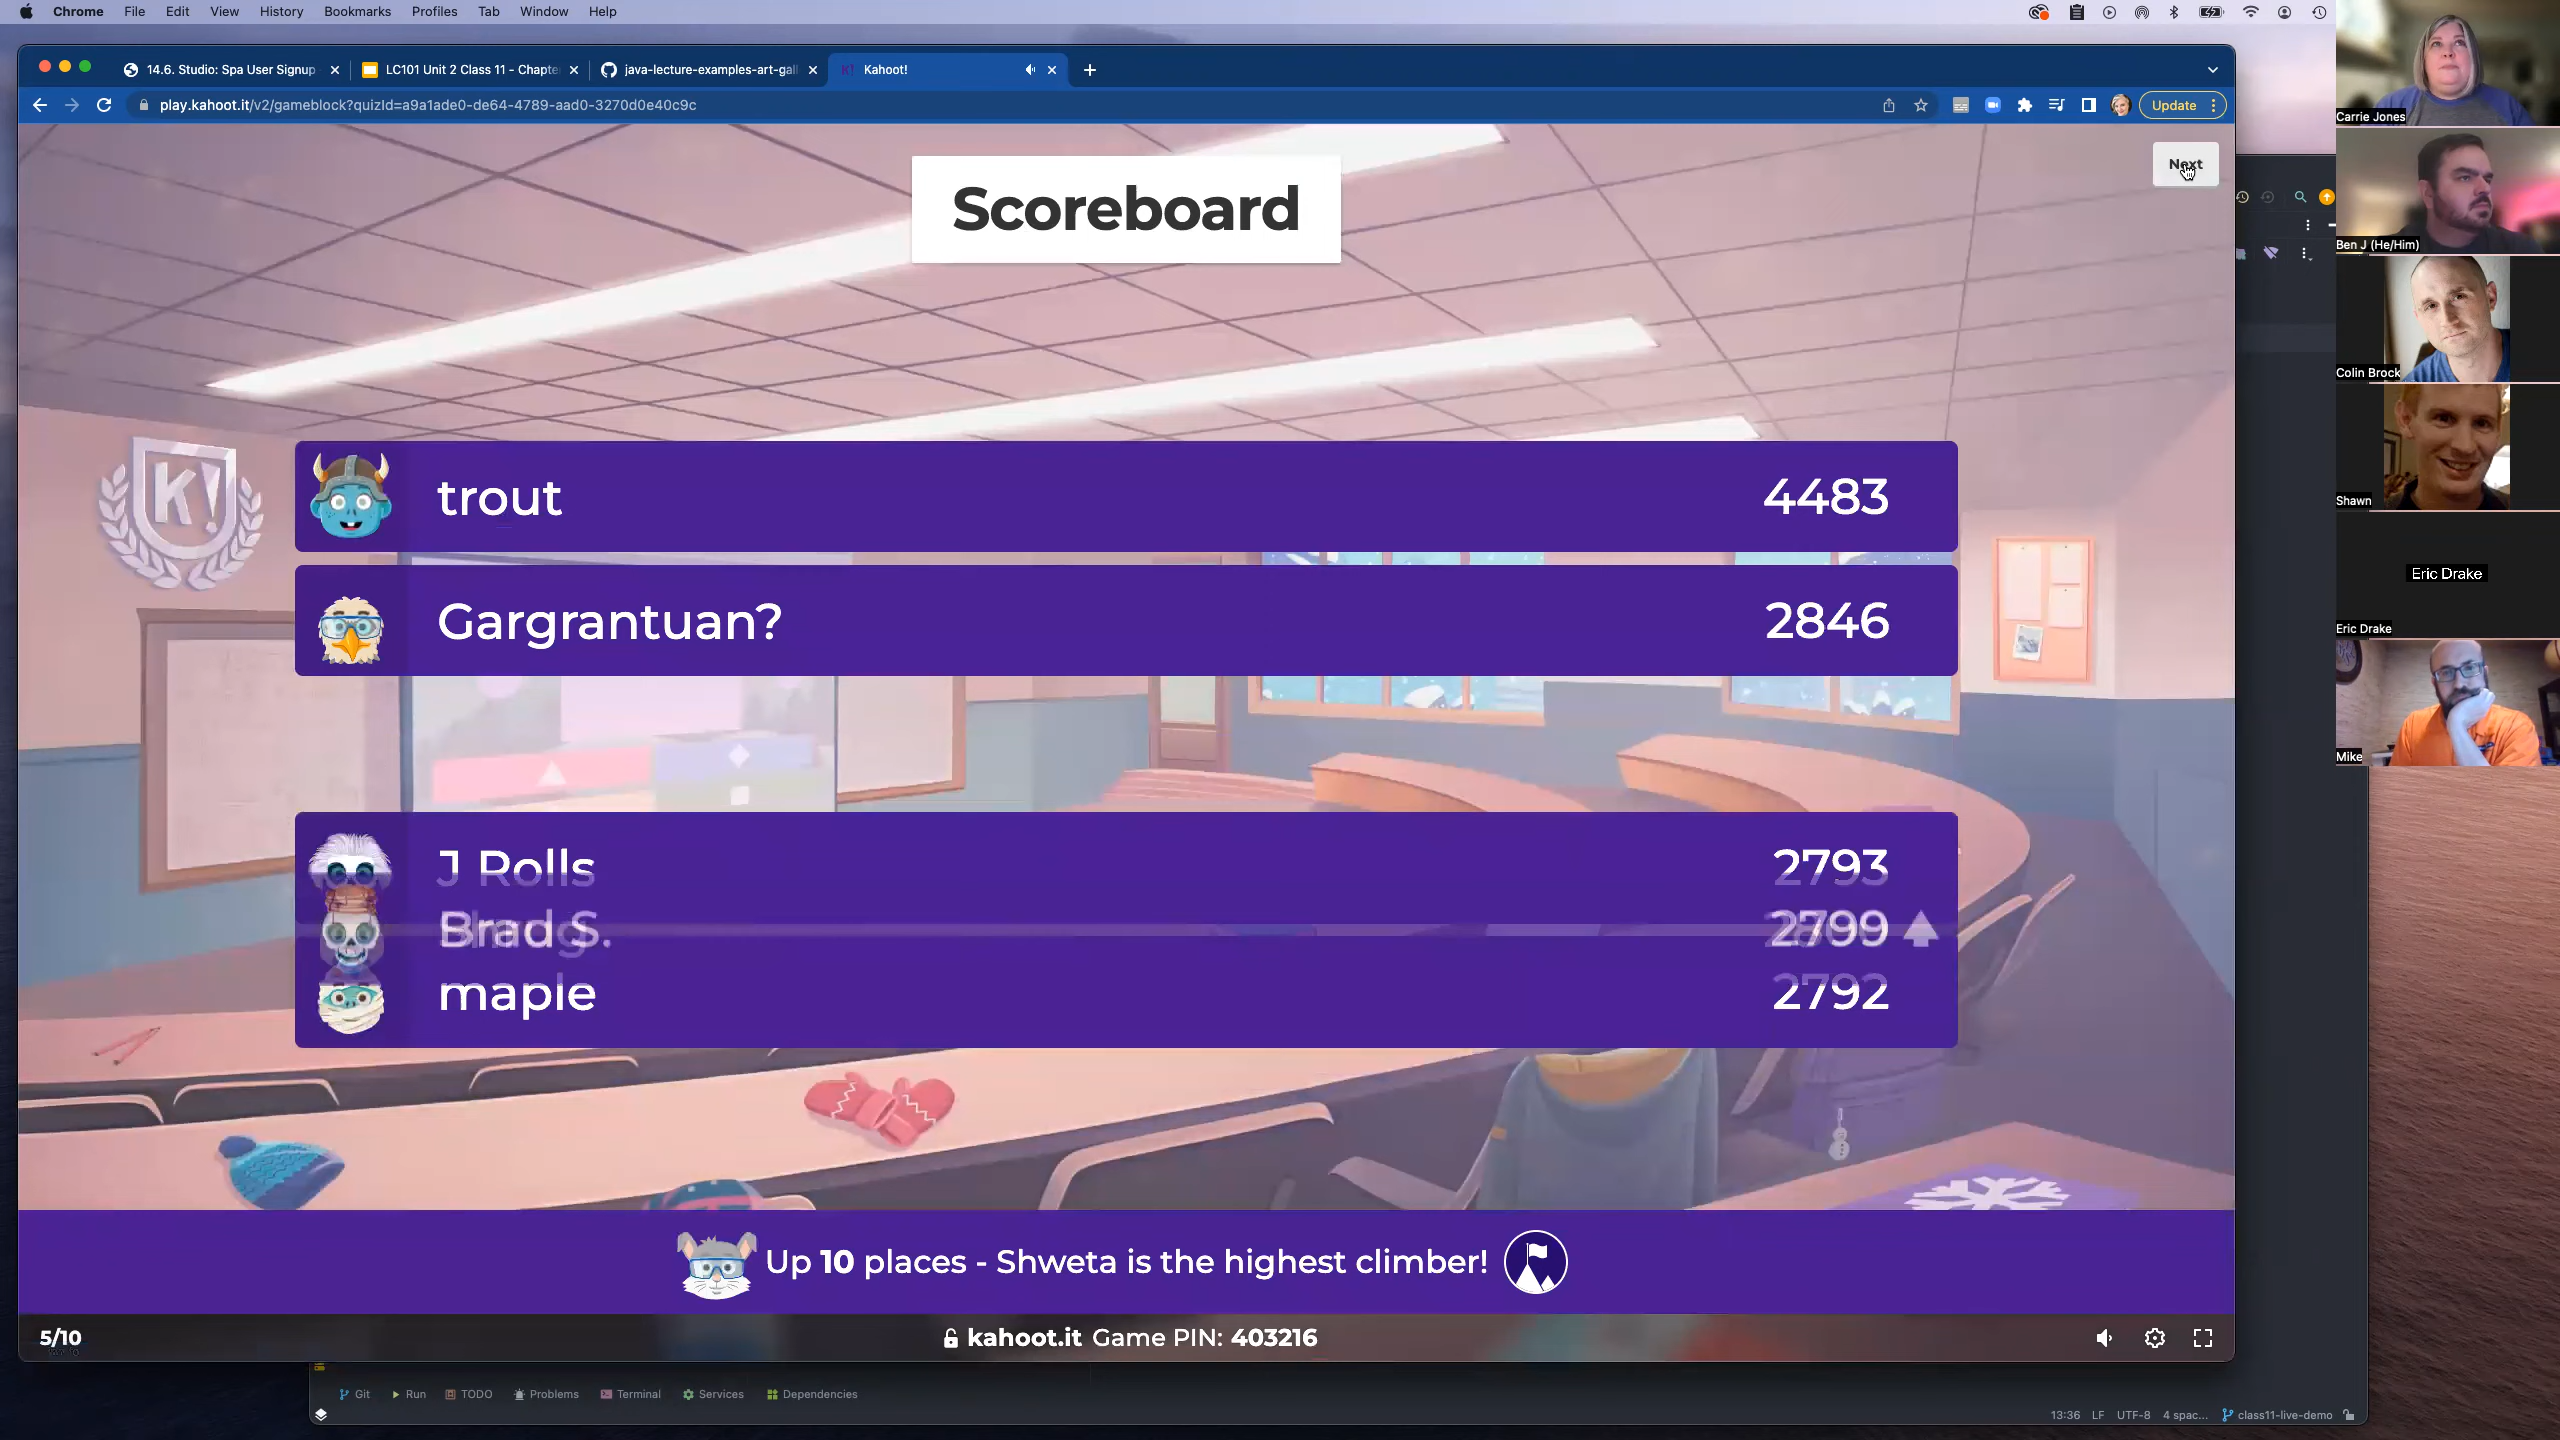 Chrome File Edit View History Bookmarks Profiles Tab Window Help
14.6. Studio: Spa User Signup
LC101 Unit 2 Class 11 - Chapte
java-lecture-examples-art-gall
Kahoot!
play.kahoot.it/v2/gameblock?quizId=a9a1ade0-de64-4789-aad0-3270d0e40c9c
Update
Next
Scoreboard
K!
trout 4483
Gargrantuan? 2846
J Rolls 2793
Brad S. 2799
maple 2792
Up 10 places - Shweta is the highest climber!
5/10
kahoot.it Game PIN: 403216
Git Run TODO Problems Terminal Services Dependencies
13:36 LF UTF-8 4 spac... class11-live-demo
Carrie Jones
Ben J (He/Him)
Colin Brock
Shawn
Eric Drake
Eric Drake
Mike